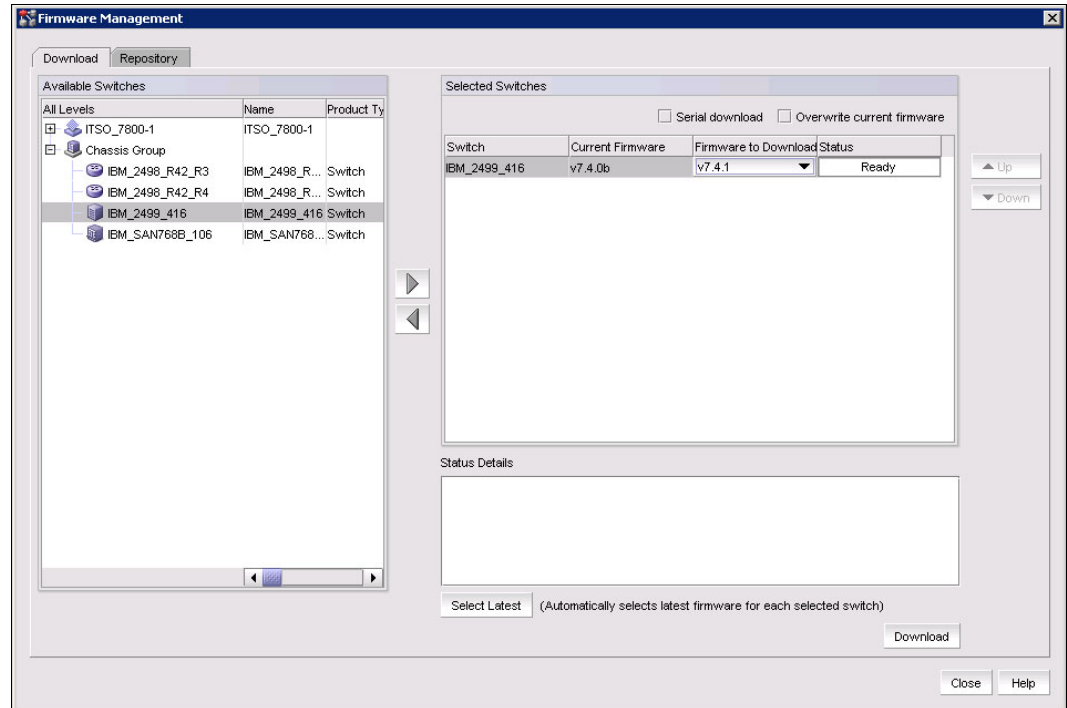 Firmware Management
Download Repository
Available Switches
All Levels Name Product Ty
ITSO_7800-1 ITSO_7800-1
Chassis Group
IBM_2498_R42_R3 IBM_2498_R... Switch
IBM_2498_R42_R4 IBM_2498_R... Switch
IBM_2499_416 IBM_2499_416 Switch
IBM_SAN768B_106 IBM_SAN768... Switch
Selected Switches
Serial download Overwrite current firmware
Switch Current Firmware Firmware to Download Status
IBM_2499_416 v7.4.0b v7.4.1 Ready
Up
Down
Status Details
Select Latest (Automatically selects latest firmware for each selected switch)
Download
Close Help